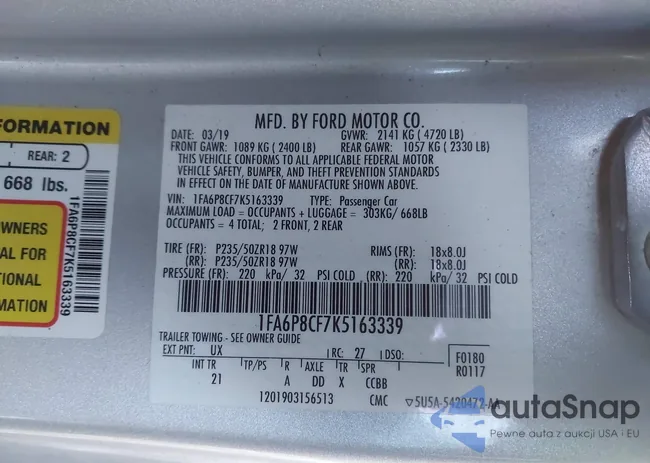 FORMATION
REAR: 2
668 lbs.
OWNERS
AL FOR
TIONAL
MATION
1FA6P8CF7K5163339
MFD. BY FORD MOTOR CO.
DATE: 03/19 GVWR: 2141 KG ( 4720 LB)
FRONT GAWR: 1089 KG ( 2400 LB) REAR GAWR: 1057 KG ( 2330 LB)
THIS VEHICLE CONFORMS TO ALL APPLICABLE FEDERAL MOTOR
VEHICLE SAFETY, BUMPER, AND THEFT PREVENTION STANDARDS
IN EFFECT ON THE DATE OF MANUFACTURE SHOWN ABOVE.
VIN: 1FA6P8CF7K5163339 TYPE: Passenger Car
MAXIMUM LOAD = OCCUPANTS + LUGGAGE = 303KG/ 668LB
OCCUPANTS = 4 TOTAL; 2 FRONT, 2 REAR
TIRE (FR): P235/50ZR18 97W RIMS (FR): 18x8.0J
(RR): P235/50ZR18 97W (RR): 18x8.0J
PRESSURE (FR): 220 kPa/ 32 PSI COLD (RR): 220 kPa/ 32 PSI COLD
1FA6P8CF7K5163339
TRAILER TOWING - SEE OWNER GUIDE
EXT PNT: UX RC: 27 DSO: F0180
INT TR TP/PS R AXLE TR SPR R0117
21 A DD X CCBB
1201903156513 CMC ▽5U5A-5420472-AA
autaSnap
Pewne auta z aukcji USA i EU